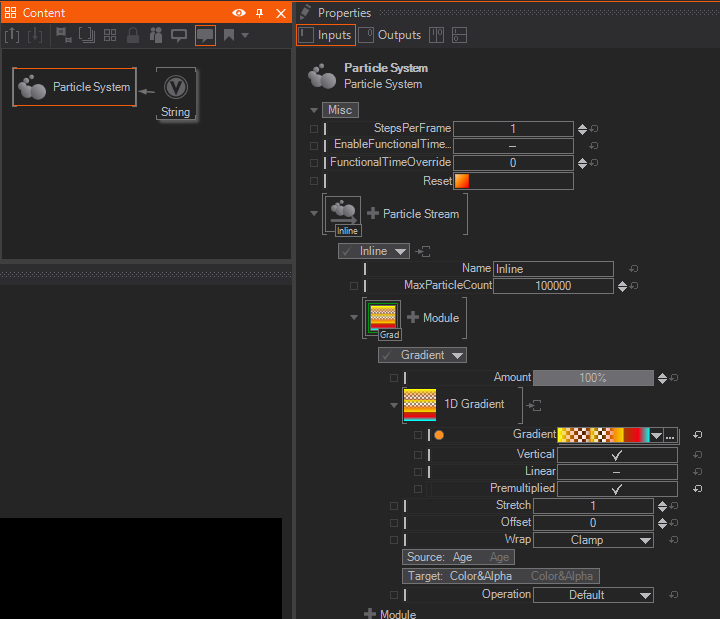 Content
Particle System
V
String
Properties
Inputs
Outputs
Particle System
Particle System
Misc
StepsPerFrame 1
EnableFunctionalTime... –
FunctionalTimeOverride 0
Reset
Particle Stream
Inline
Inline
Name Inline
MaxParticleCount 100000
Module
Grad
Gradient
Amount 100%
1D Gradient
Gradient ...
Vertical
Linear –
Premultiplied
Stretch 1
Offset 0
Wrap Clamp
Source: Age Age
Target: Color&Alpha Color&Alpha
Operation Default
Module